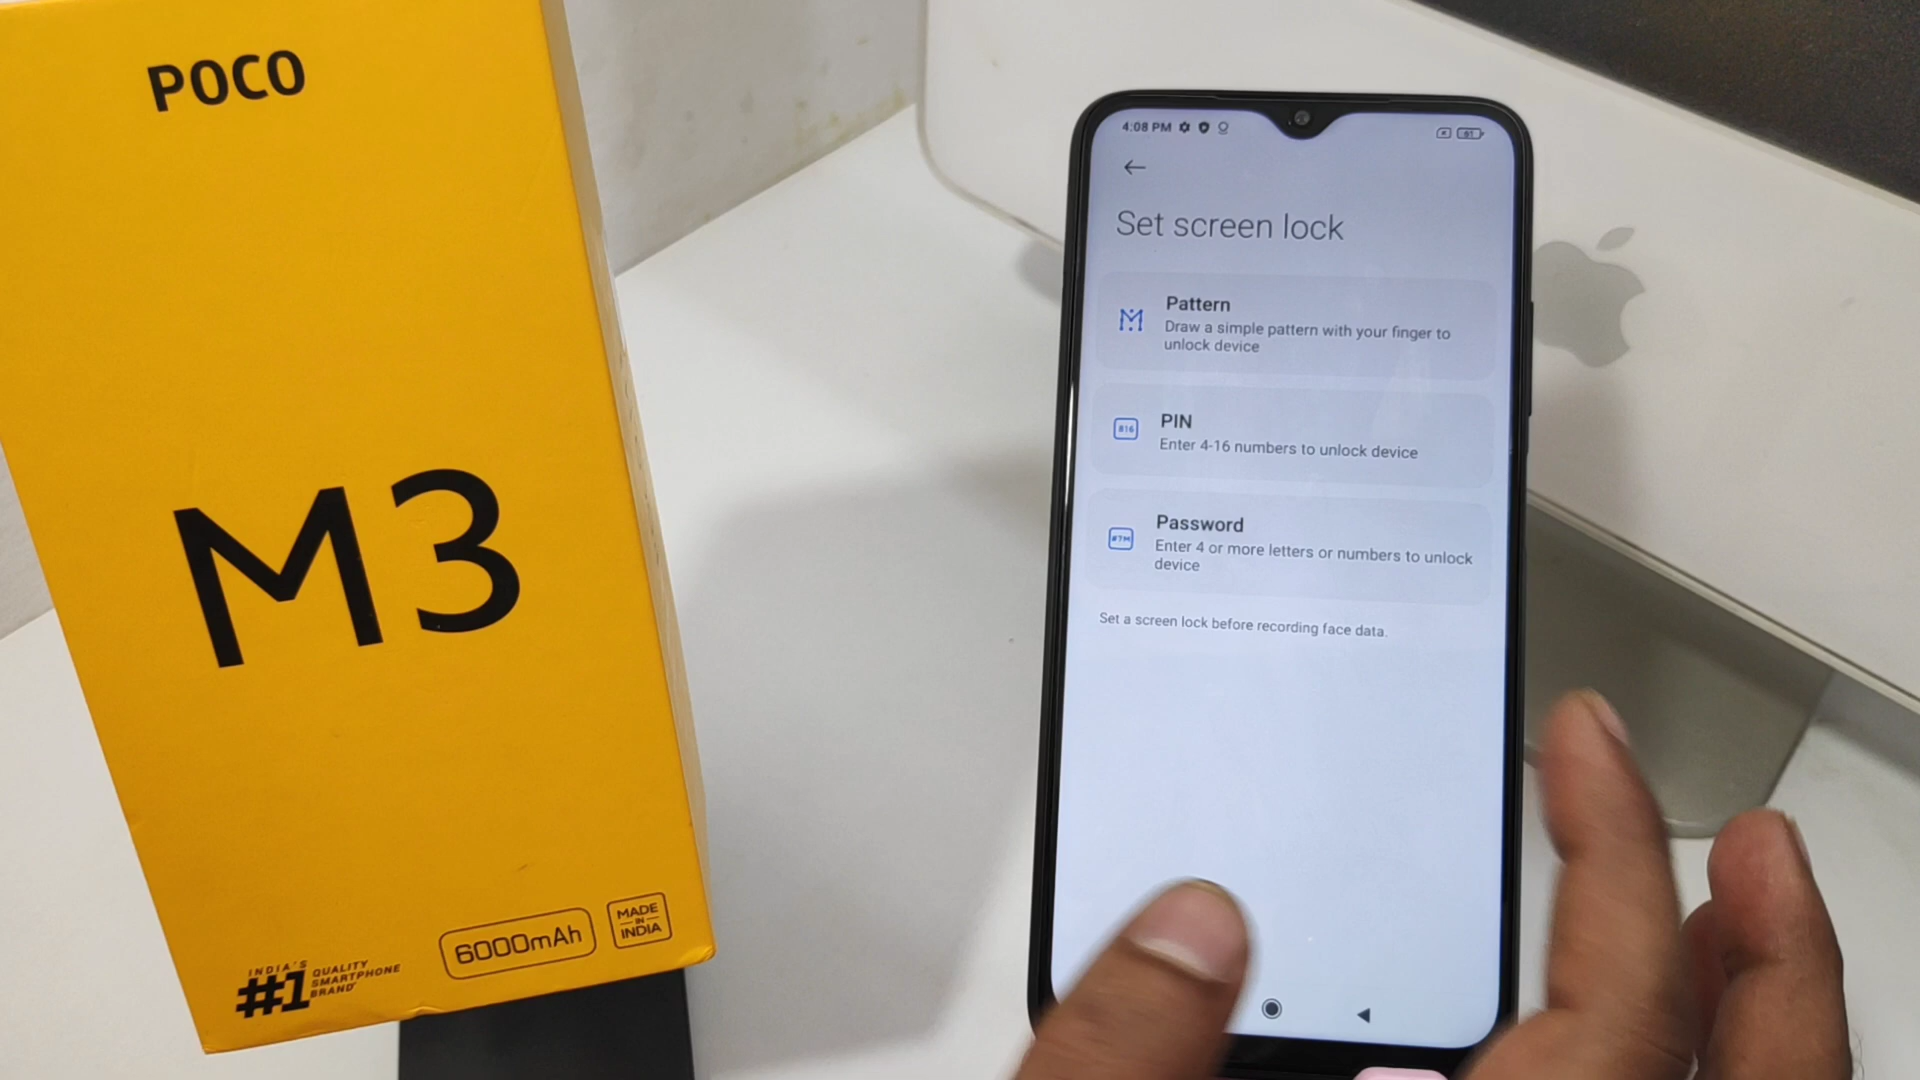 POCO
M3
INDIA'S
#1
QUALITY
SMARTPHONE
BRAND
6000mAh
MADE
IN
INDIA
4:08 PM
Set screen lock
Pattern
Draw a simple pattern with your finger to
unlock device
PIN
Enter 4-16 numbers to unlock device
Password
Enter 4 or more letters or numbers to unlock
device
Set a screen lock before recording face data.